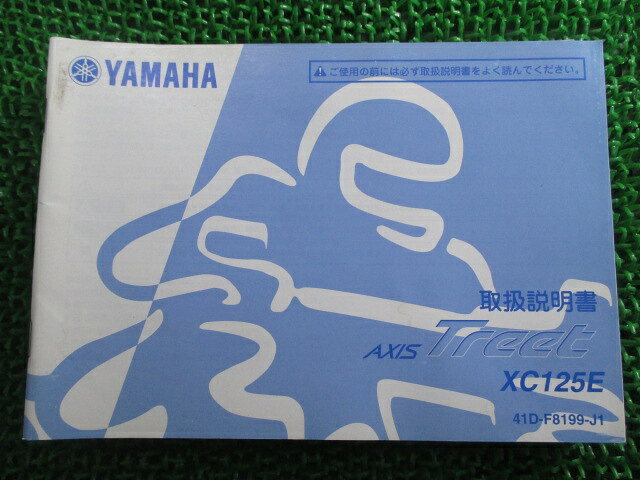 YAMAHA
ご使用の前には必ず取扱説明書をよく読んでください。
取扱説明書
AXIS Treet
XC125E
41D-F8199-J1